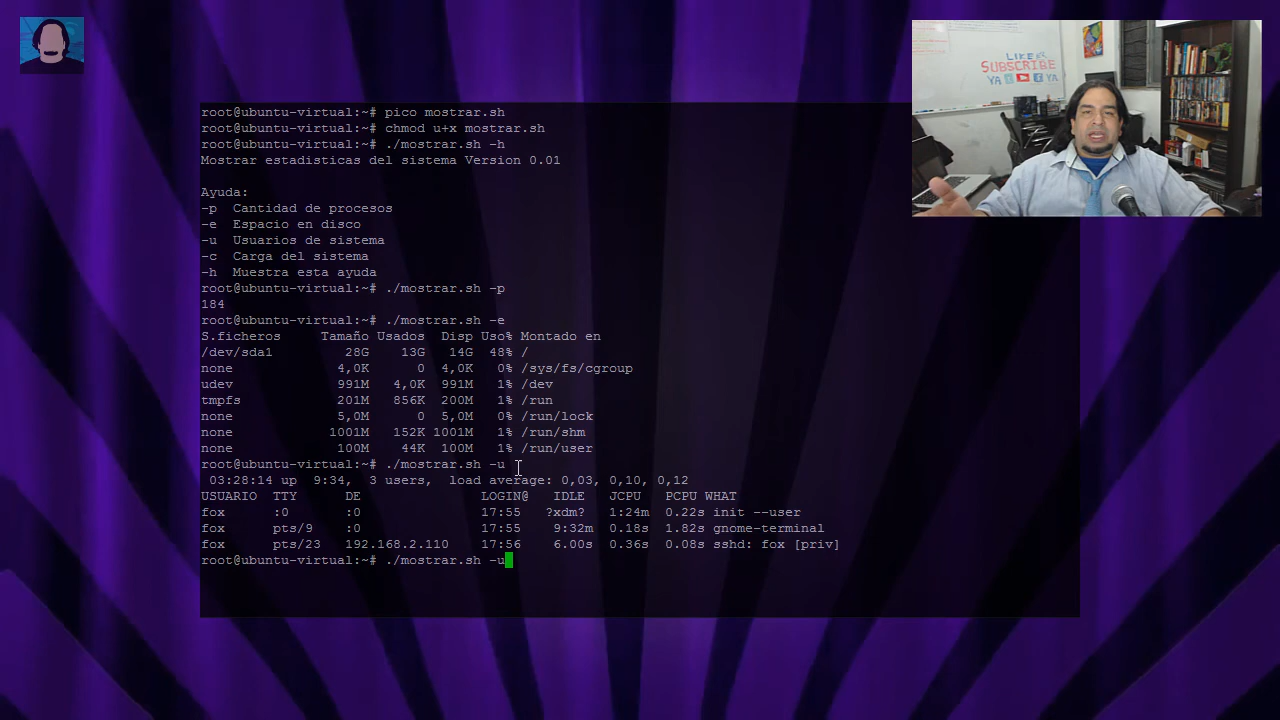 root@ubuntu-virtual:~# pico mostrar.sh
root@ubuntu-virtual:~# chmod u+x mostrar.sh
root@ubuntu-virtual:~# ./mostrar.sh -h
Mostrar estadisticas del sistema Version 0.01
Ayuda:
-p  Cantidad de procesos
-e  Espacio en disco
-u  Usuarios de sistema
-c  Carga del sistema
-h  Muestra esta ayuda
root@ubuntu-virtual:~# ./mostrar.sh -p
184
root@ubuntu-virtual:~# ./mostrar.sh -e
S.ficheros     Tamaño Usados  Disp Uso% Montado en
/dev/sda1         28G    13G   14G  48% /
none             4,0K      0  4,0K   0% /sys/fs/cgroup
udev             991M   4,0K  991M   1% /dev
tmpfs            201M   856K  200M   1% /run
none             5,0M      0  5,0M   0% /run/lock
none            1001M   152K 1001M   1% /run/shm
none             100M    44K  100M   1% /run/user
root@ubuntu-virtual:~# ./mostrar.sh -u
 03:28:14 up  9:34,  3 users,  load average: 0,03, 0,10, 0,12
USUARIO  TTY      DE               LOGIN@   IDLE   JCPU   PCPU WHAT
fox      :0       :0               17:55   ?xdm?   1:24m  0.22s init --user
fox      pts/9    :0               17:55    9:32m  0.18s  1.82s gnome-terminal
fox      pts/23   192.168.2.110    17:56    6.00s  0.36s  0.08s sshd: fox [priv]
root@ubuntu-virtual:~# ./mostrar.sh -u
LIKE
SUBSCRIBE
YA
YA